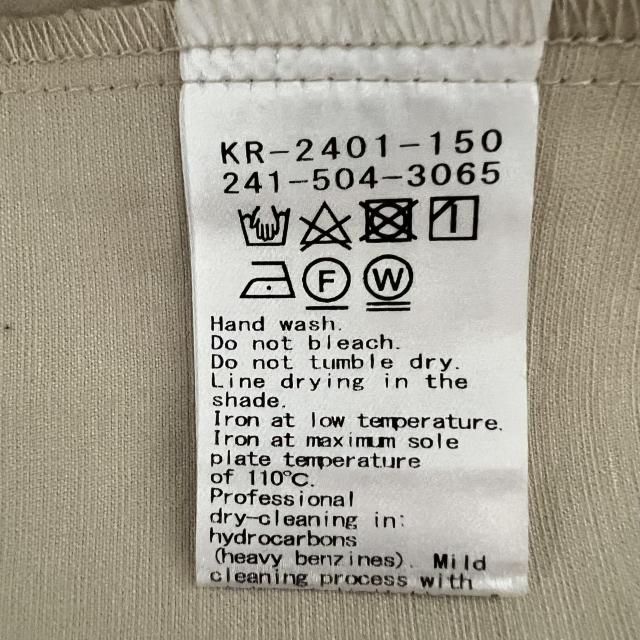 KR-2401-150
241-504-3065
F W
Hand wash.
Do not bleach.
Do not tumble dry.
Line drying in the
shade.
Iron at low temperature.
Iron at maximum sole
plate temperature
of 110℃.
Professional
dry-cleaning in:
hydrocarbons
(heavy benzines). Mild
cleaning process with